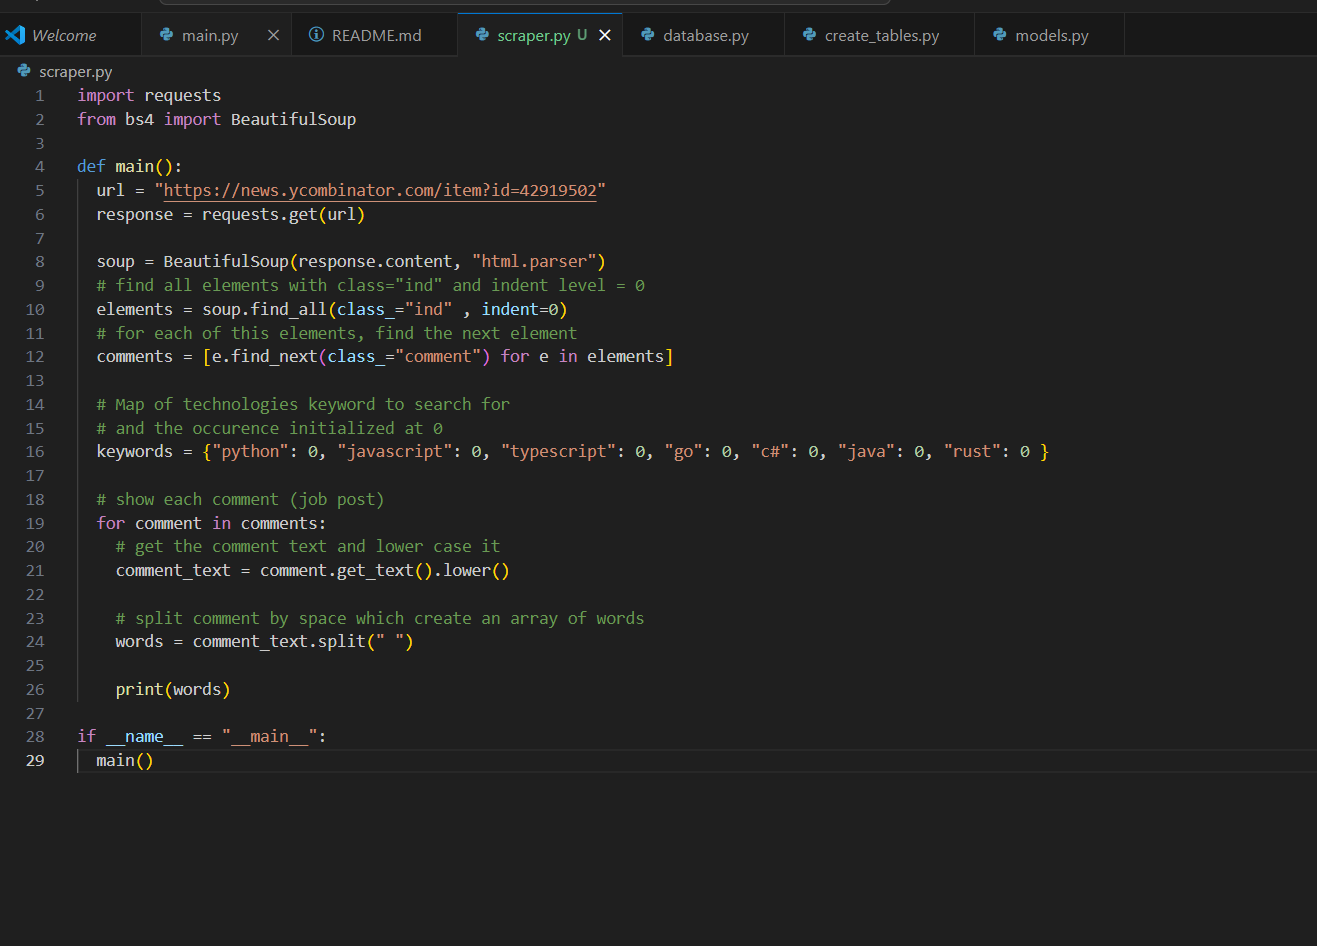 Welcome main.py README.md scraper.py U database.py create_tables.py models.py
scraper.py
1 import requests
2 from bs4 import BeautifulSoup
3
4 def main():
5 url = "https://news.ycombinator.com/item?id=42919502"
6 response = requests.get(url)
7
8 soup = BeautifulSoup(response.content, "html.parser")
9 # find all elements with class="ind" and indent level = 0
10 elements = soup.find_all(class_="ind" , indent=0)
11 # for each of this elements, find the next element
12 comments = [e.find_next(class_="comment") for e in elements]
13
14 # Map of technologies keyword to search for
15 # and the occurence initialized at 0
16 keywords = {"python": 0, "javascript": 0, "typescript": 0, "go": 0, "c#": 0, "java": 0, "rust": 0 }
17
18 # show each comment (job post)
19 for comment in comments:
20 # get the comment text and lower case it
21 comment_text = comment.get_text().lower()
22
23 # split comment by space which create an array of words
24 words = comment_text.split(" ")
25
26 print(words)
27
28 if __name__ == "__main__":
29 main()